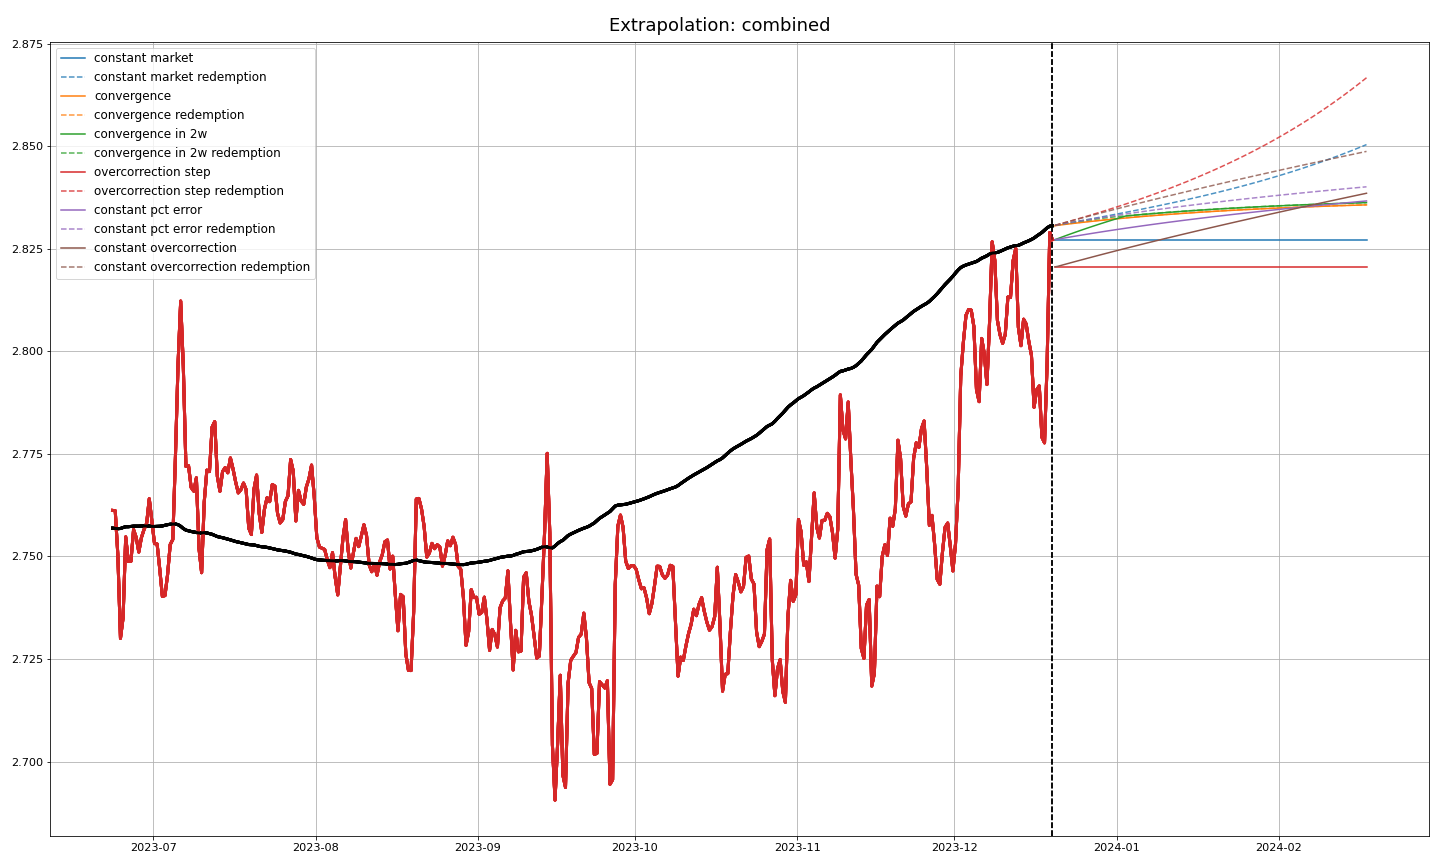 Extrapolation: combined
2.875
2.850
2.825
2.800
2.775
2.750
2.725
2.700
constant market
constant market redemption
convergence
convergence redemption
convergence in 2w
convergence in 2w redemption
overcorrection step
overcorrection step redemption
constant pct error
constant pct error redemption
constant overcorrection
constant overcorrection redemption
2023-07 2023-08 2023-09 2023-10 2023-11 2023-12 2024-01 2024-02